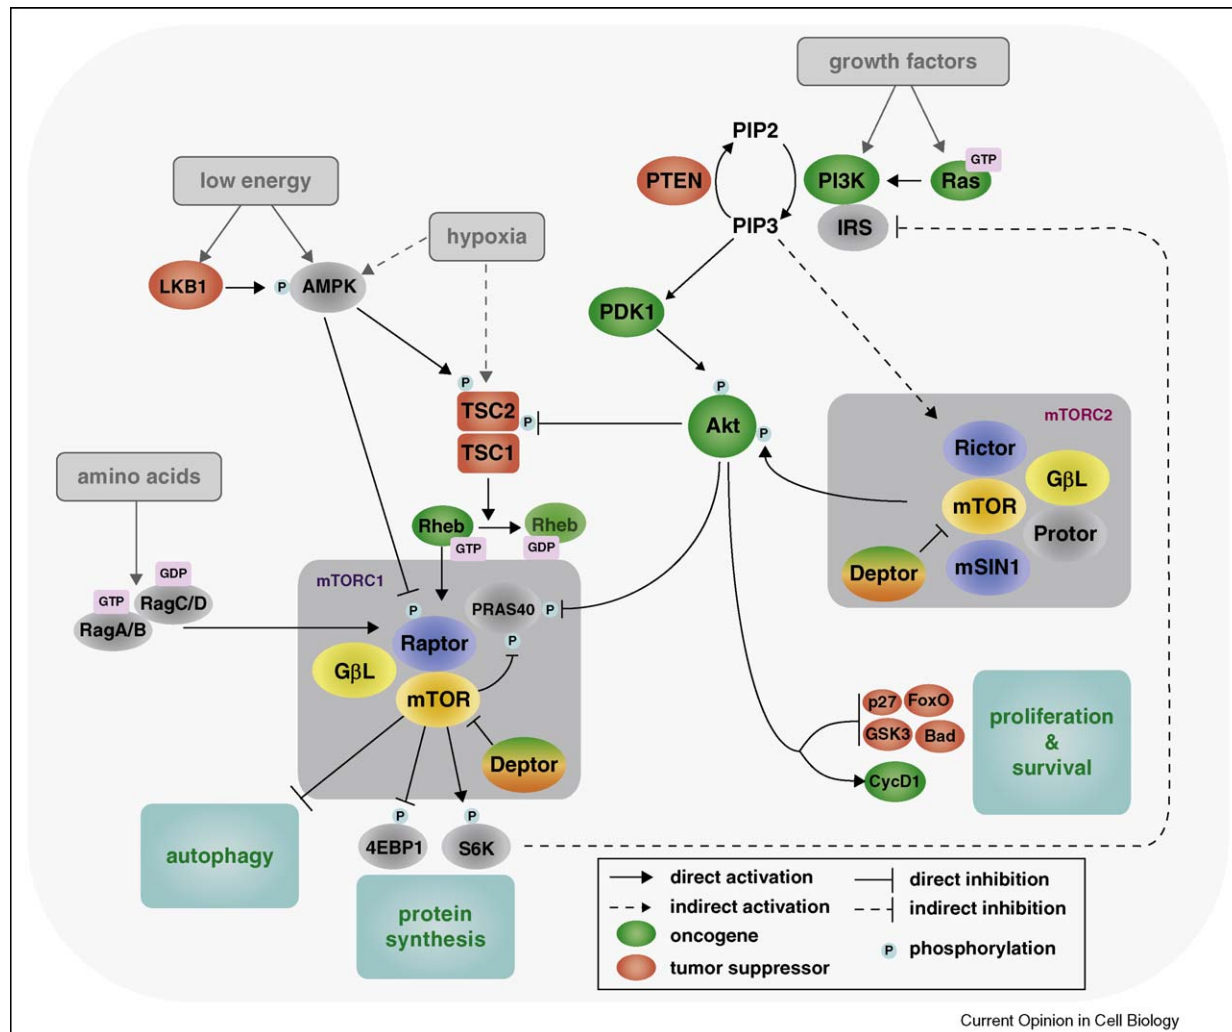 growth factors
PIP2
GTP
PTEN
PI3K
Ras
low energy
PIP3
IRS
hypoxia
LKB1
P
AMPK
PDK1
P
TSC2
P
P
Akt
P
mTORC2
TSC1
Rictor
amino acids
GβL
mTOR
Rheb
Rheb
Protor
GTP
GDP
Deptor
mSIN1
GDP
mTORC1
GTP
RagC/D
P
PRAS40
P
RagA/B
Raptor
P
GβL
mTOR
p27
FoxO
proliferation
GSK3
Bad
&
survival
Deptor
CycD1
P
P
autophagy
4EBP1
S6K
direct activation
direct inhibition
indirect activation
indirect inhibition
protein
synthesis
oncogene
P
phosphorylation
tumor suppressor
Current Opinion in Cell Biology